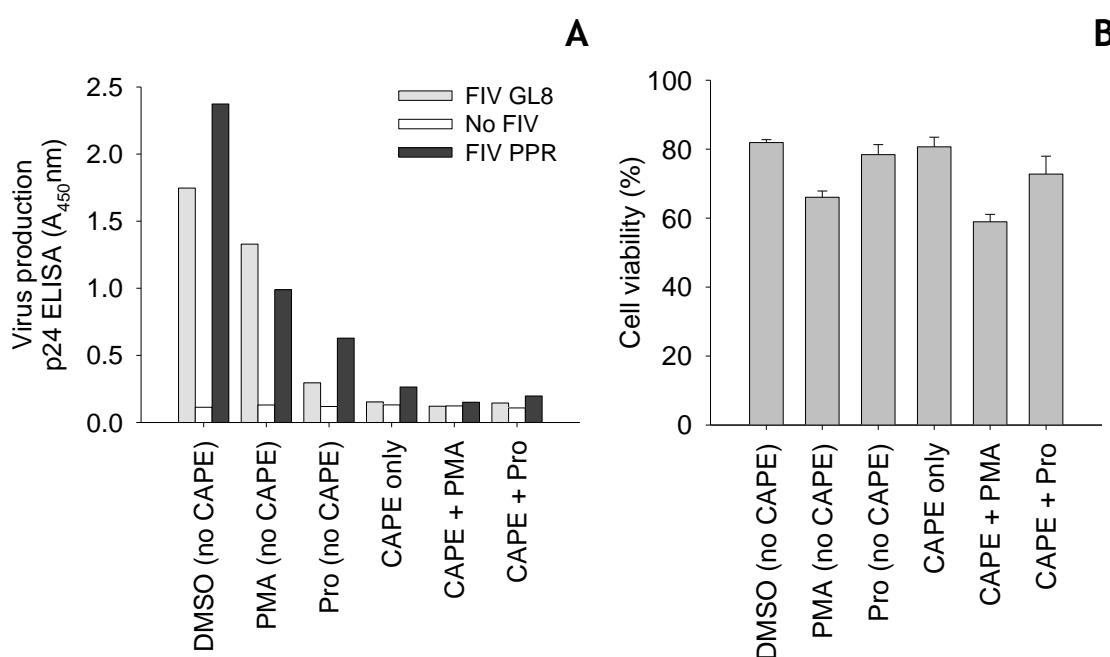 A
Virus production
p24 ELISA (A450nm)
2.5
2.0
1.5
1.0
0.5
0.0
FIV GL8
No FIV
FIV PPR
DMSO (no CAPE)
PMA (no CAPE)
Pro (no CAPE)
CAPE only
CAPE + PMA
CAPE + Pro
B
Cell viability (%)
100
80
60
40
20
0
DMSO (no CAPE)
PMA (no CAPE)
Pro (no CAPE)
CAPE only
CAPE + PMA
CAPE + Pro